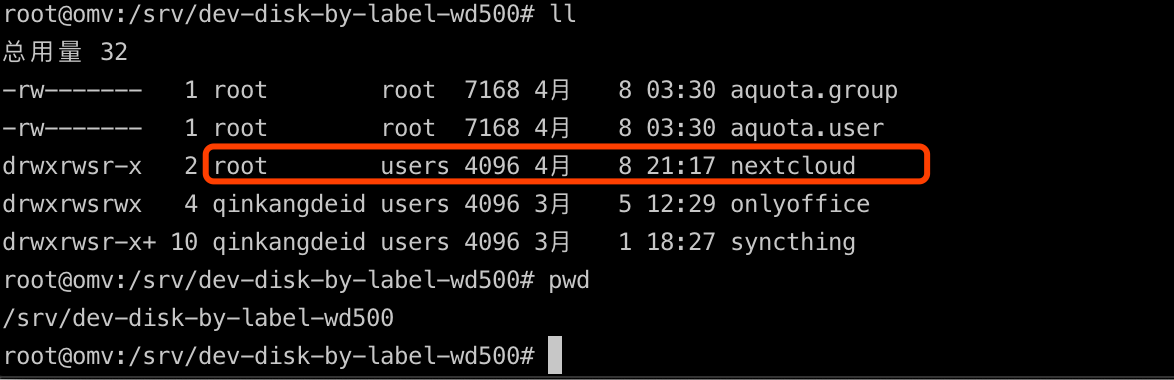 root@omv:/srv/dev-disk-by-label-wd500# ll
总用量 32
-rw------- 1 root root 7168 4月 8 03:30 aquota.group
-rw------- 1 root root 7168 4月 8 03:30 aquota.user
drwxrwsr-x 2 root users 4096 4月 8 21:17 nextcloud
drwxrwsrwx 4 qinkangdeid users 4096 3月 5 12:29 onlyoffice
drwxrwsr-x+ 10 qinkangdeid users 4096 3月 1 18:27 syncthing
root@omv:/srv/dev-disk-by-label-wd500# pwd
/srv/dev-disk-by-label-wd500
root@omv:/srv/dev-disk-by-label-wd500#